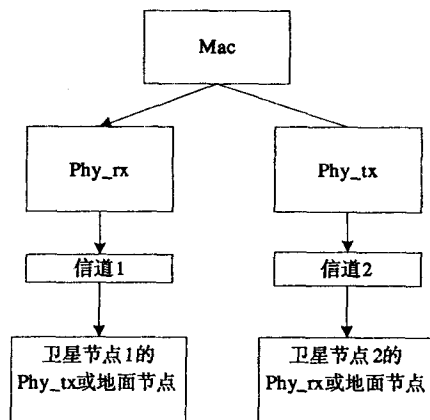 Mac
Phy_rx
Phy_tx
信道1
信道2
卫星节点1的
Phy_tx或地面节点
卫星节点2的
Phy_rx或地面节点